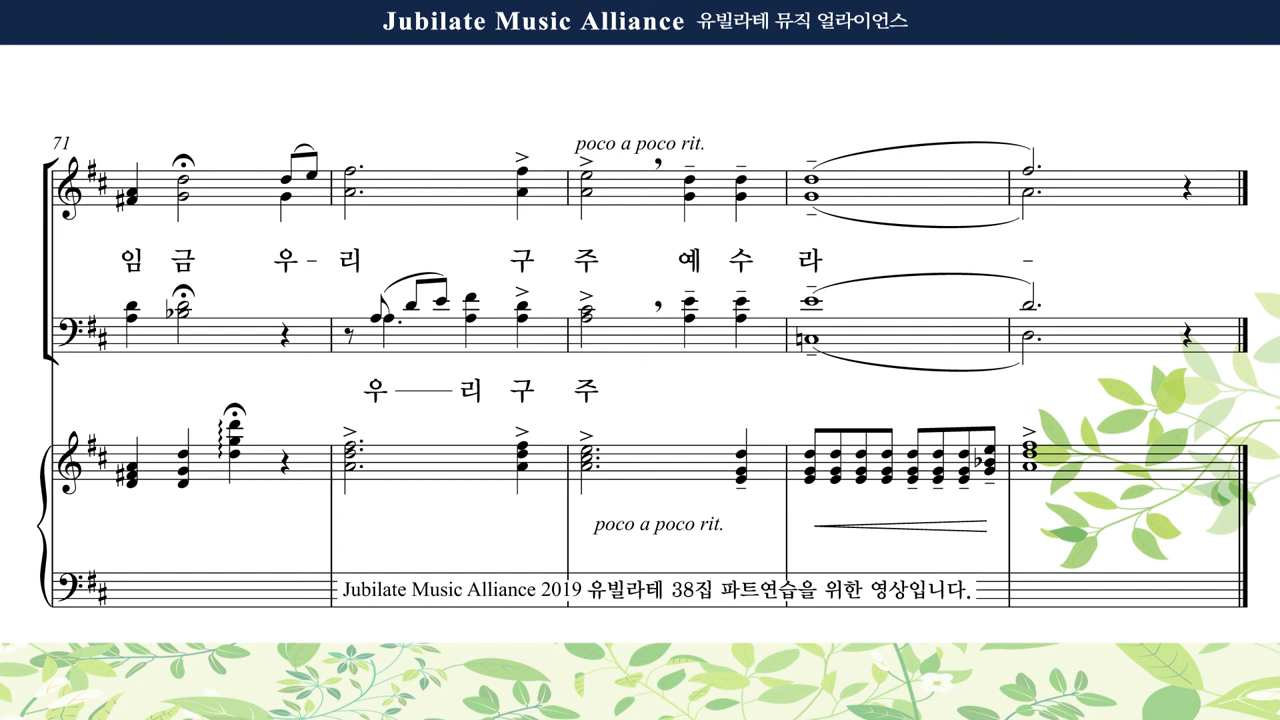 Jubilate Music Alliance 유빌라테 뮤직 얼라이언스
71
poco a poco rit.
임 금 우 - 리 구 주 예 수 라 -
우 리 구 주
poco a poco rit.
Jubilate Music Alliance 2019 유빌라테 38집 파트연습을 위한 영상입니다.